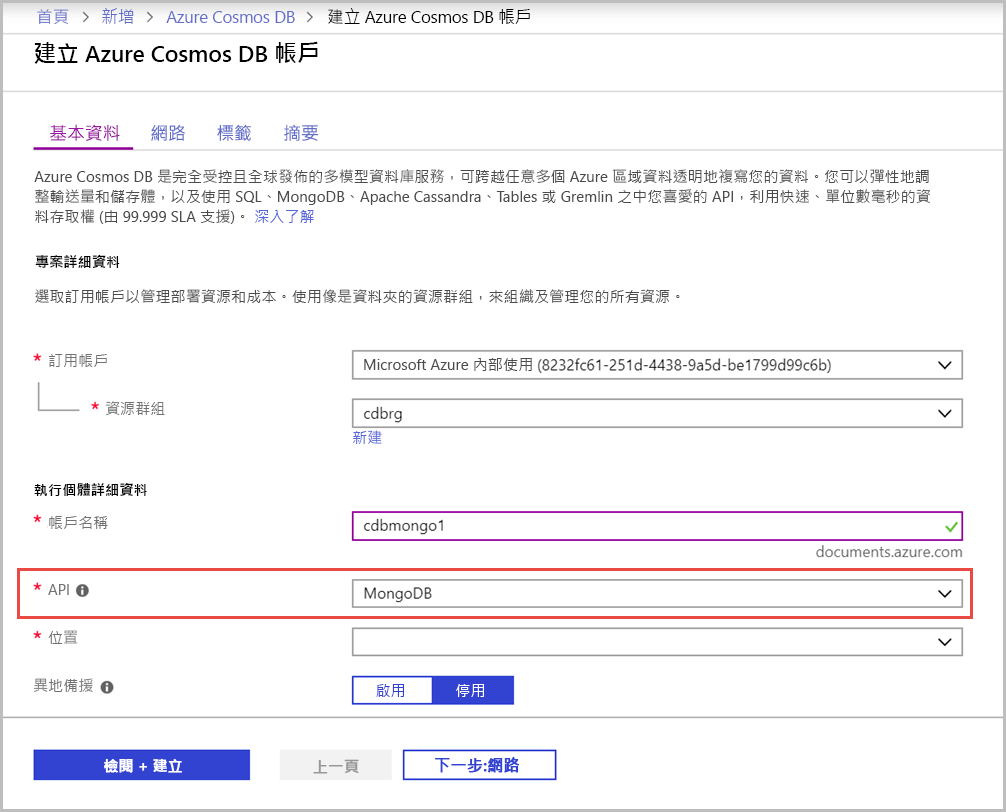 首頁 > 新增 > Azure Cosmos DB > 建立 Azure Cosmos DB 帳戶
建立 Azure Cosmos DB 帳戶
基本資料 網路 標籤 摘要
Azure Cosmos DB 是完全受控且全球發佈的多模型資料庫服務，可跨越任意多個 Azure 區域資料透明地複寫您的資料。您可以彈性地調
整輸送量和儲存體，以及使用 SQL、MongoDB、Apache Cassandra、Tables 或 Gremlin 之中您喜愛的 API，利用快速、單位數毫秒的資
料存取權 (由 99.999 SLA 支援)。 深入了解
專案詳細資料
選取訂用帳戶以管理部署資源和成本。使用像是資料夾的資源群組，來組織及管理您的所有資源。
* 訂用帳戶 Microsoft Azure 內部使用 (8232fc61-251d-4438-9a5d-be1799d99c6b)
* 資源群組 cdbrg
新建
執行個體詳細資料
* 帳戶名稱 cdbmongo1
documents.azure.com
* API MongoDB
* 位置
異地備援 啟用 停用
檢閱 + 建立 上一頁 下一步:網路